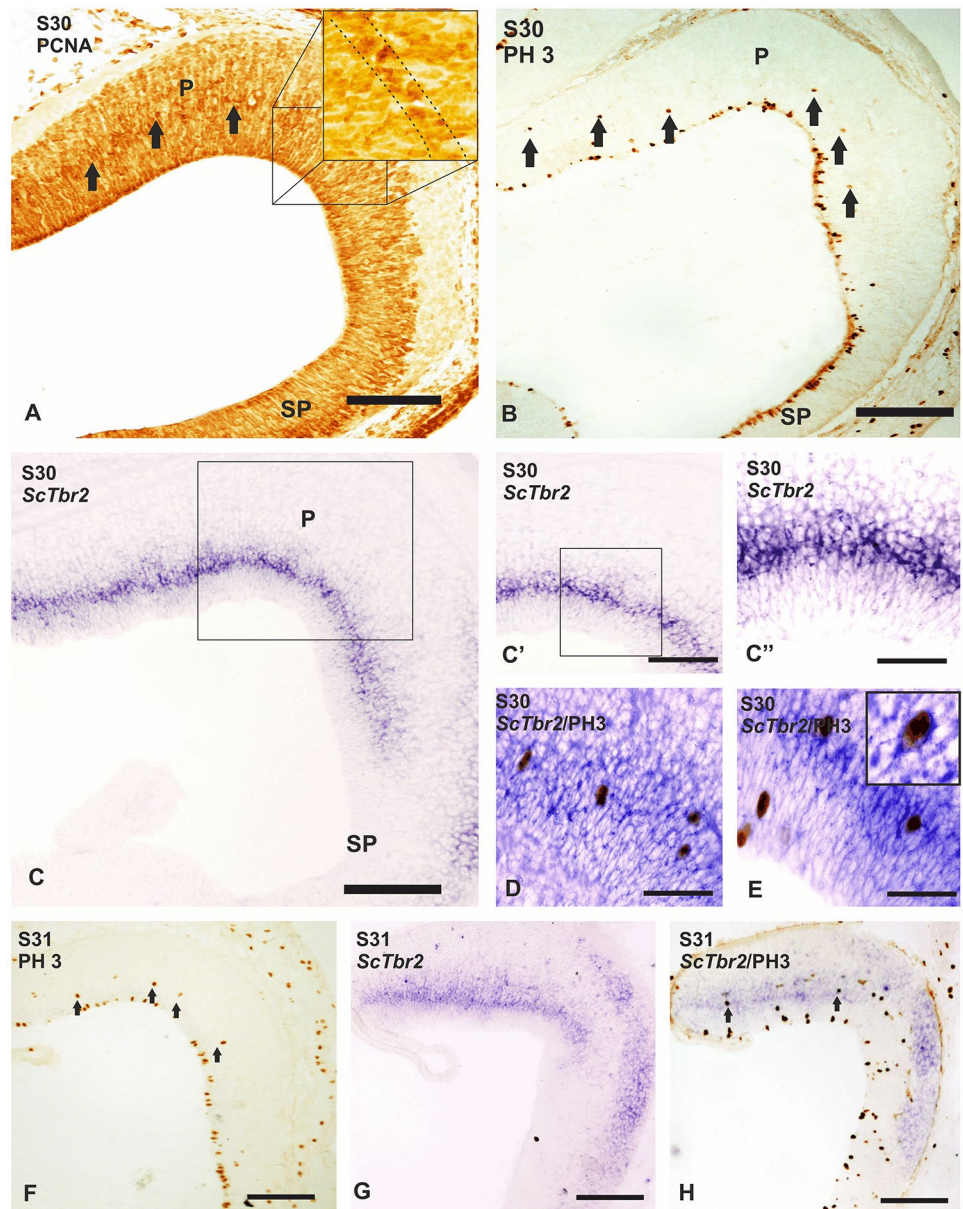 S30
PCNA
P
SP
A
S30
PH 3
P
SP
B
S30
ScTbr2
P
SP
C
S30
ScTbr2
C'
S30
ScTbr2
C"
S30
ScTbr2/PH3
D
S30
ScTbr2/PH3
E
S31
PH 3
F
S31
ScTbr2
G
S31
ScTbr2/PH3
H